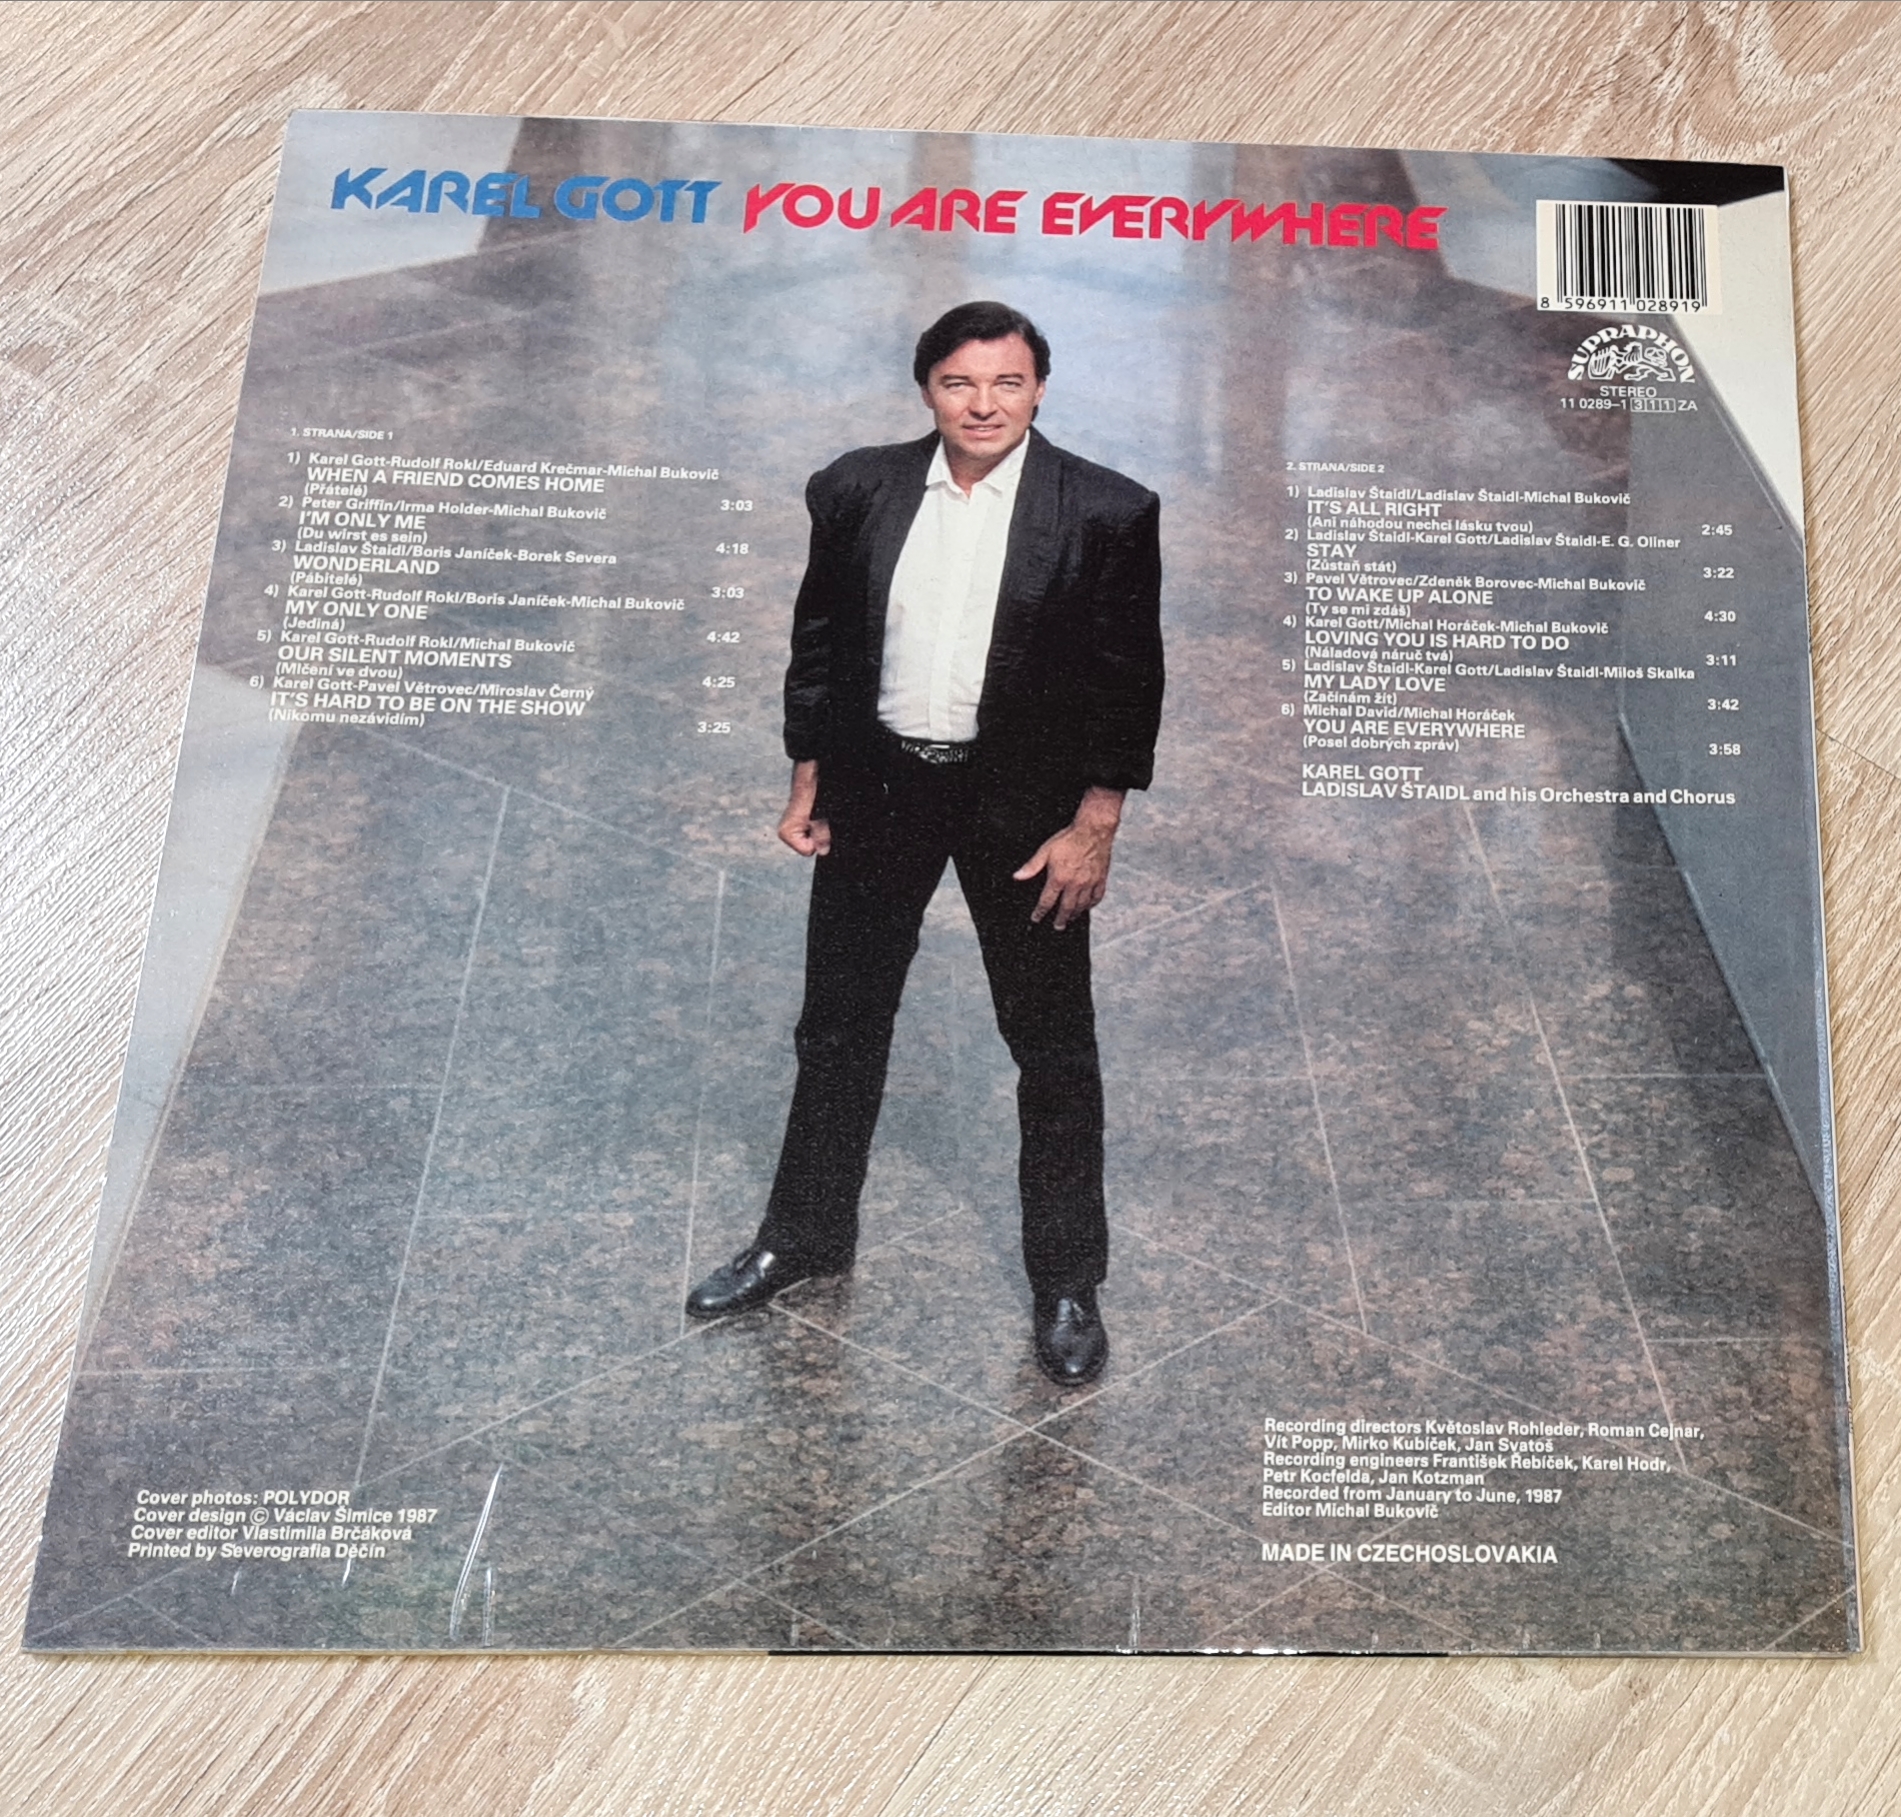 KAREL GOTT YOU ARE EVERYWHERE
8 596911 028919
SUPRAPHON
STEREO
11 0289-1 311 ZA
1. STRANA/SIDE 1
1) Karel Gott-Rudolf Rokl/Eduard Krečmar-Michal Bukovič
WHEN A FRIEND COMES HOME
(Přátelé) 3:03
2) Peter Griffin/Irma Holder-Michal Bukovič
I'M ONLY ME
(Du wirst es sein) 4:18
3) Ladislav Štaidl/Boris Janíček-Borek Severa
WONDERLAND
(Pábitelé) 3:03
4) Karel Gott-Rudolf Rokl/Boris Janíček-Michal Bukovič
MY ONLY ONE
(Jediná) 4:42
5) Karel Gott-Rudolf Rokl/Michal Bukovič
OUR SILENT MOMENTS
(Mlčení ve dvou) 4:25
6) Karel Gott-Pavel Větrovec/Miroslav Černý
IT'S HARD TO BE ON THE SHOW
(Nikomu nezávidím) 3:25
2. STRANA/SIDE 2
1) Ladislav Štaidl/Ladislav Štaidl-Michal Bukovič
IT'S ALL RIGHT
(Ani náhodou nechci lásku tvou) 2:45
2) Ladislav Štaidl-Karel Gott/Ladislav Štaidl-E. G. Ollner
STAY
(Zůstaň stát) 3:22
3) Pavel Větrovec/Zdeněk Borovec-Michal Bukovič
TO WAKE UP ALONE
(Ty se mi zdáš) 4:30
4) Karel Gott/Michal Horáček-Michal Bukovič
LOVING YOU IS HARD TO DO
(Náladová náruč tvá) 3:11
5) Ladislav Štaidl-Karel Gott/Ladislav Štaidl-Miloš Skalka
MY LADY LOVE
(Začínám žít) 3:42
6) Michal David/Michal Horáček
YOU ARE EVERYWHERE
(Posel dobrých zpráv) 3:58
KAREL GOTT
LADISLAV ŠTAIDL and his Orchestra and Chorus
Cover photos: POLYDOR
Cover design © Václav Šimice 1987
Cover editor Vlastimila Brčáková
Printed by Severografia Děčín
Recording directors Květoslav Rohleder, Roman Cejnar,
Vít Popp, Mirko Kubíček, Jan Svatoš
Recording engineers František Řebíček, Karel Hodr,
Petr Kocfelda, Jan Kotzman
Recorded from January to June, 1987
Editor Michal Bukovič
MADE IN CZECHOSLOVAKIA